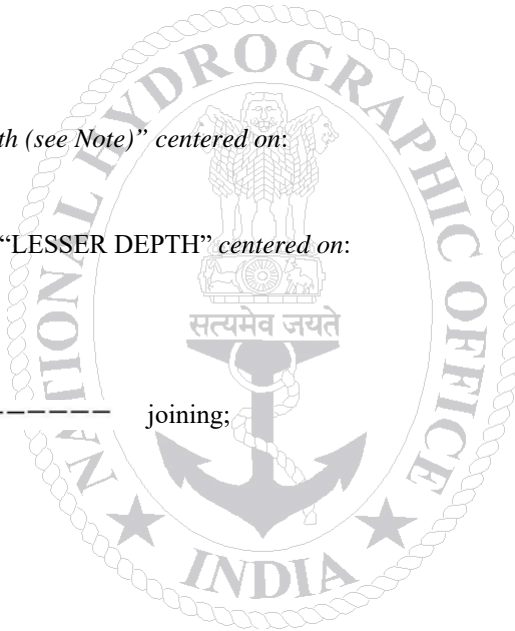 th (see Note)” centered on:
“LESSER DEPTH” centered on:
joining;
NATIONAL HYDROGRAPHIC OFFICE
सत्यमेव जयते
INDIA